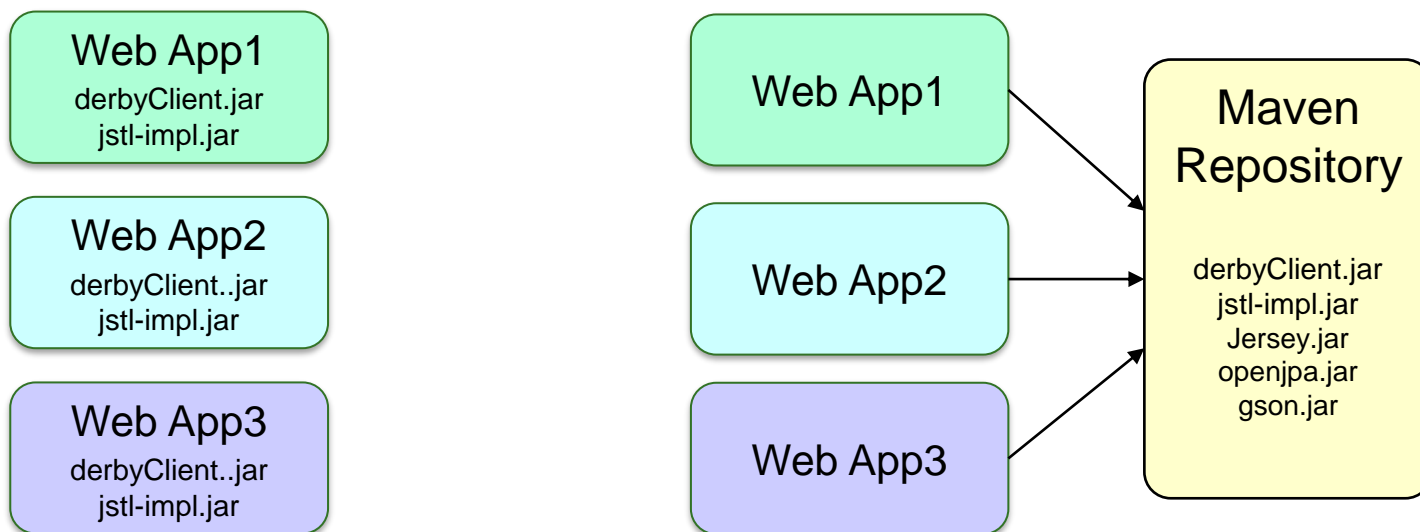 Web App1
derbyClient.jar
jstl-impl.jar
Web App2
derbyClient..jar
jstl-impl.jar
Web App3
derbyClient..jar
jstl-impl.jar
Web App1
Web App2
Web App3
Maven
Repository
derbyClient.jar
jstl-impl.jar
Jersey.jar
openjpa.jar
gson.jar